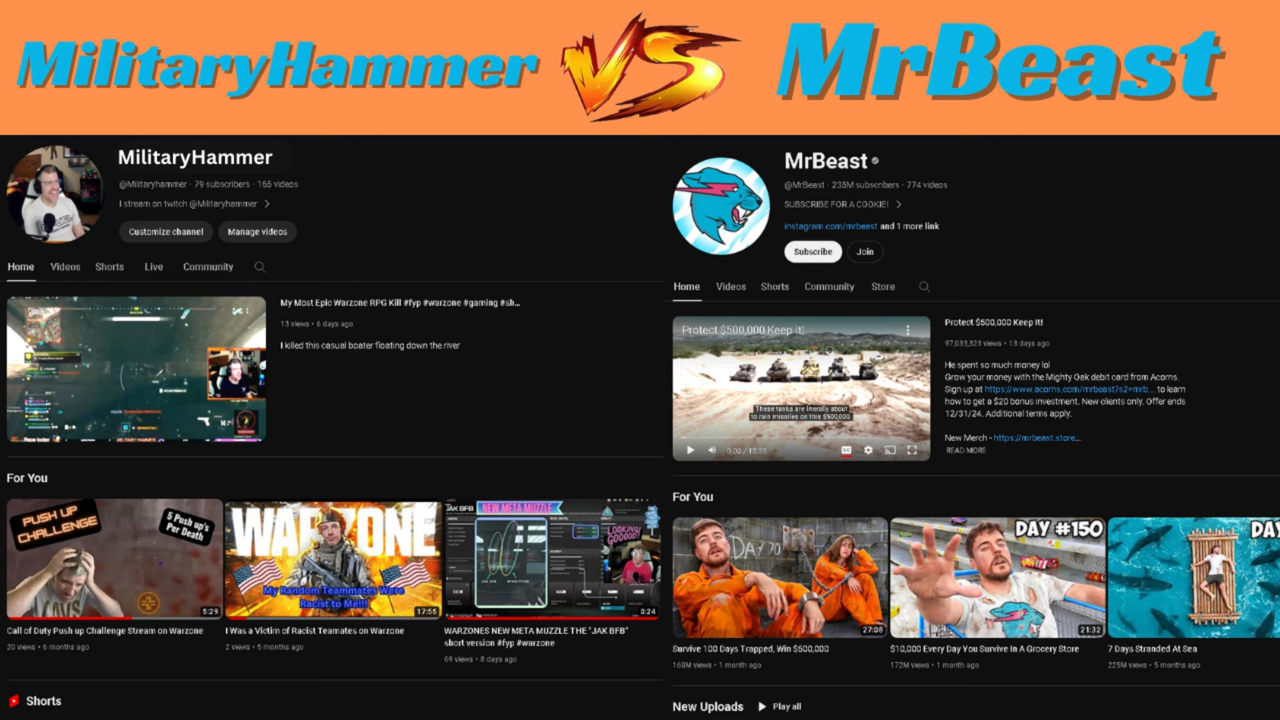 MilitaryHammer VS MrBeast
MilitaryHammer
@Militaryhammer · 79 subscribers · 165 videos
I stream on twitch @Militaryhammer >
Customize channel Manage videos
Home Videos Shorts Live Community
My Most Epic Warzone RPG Kill #fyp #warzone #gaming #sh...
13 views • 6 days ago
I killed this casual boater floating down the river
For You
PUSH UP
CHALLENGE
5 Push up's
Per Death
5:29
Call of Duty Push up Challenge Stream on Warzone
20 views • 6 months ago
WARZONE
My Random Teammates Were
Racist to Me!!!
17:55
I Was a Victim of Racist Teamates on Warzone
2 views • 5 months ago
JAK BFB
NEW META MUZZLE
LOOKING
GOOOOD!
0:24
WARZONES NEW META MUZZLE THE "JAK BFB"
short version #fyp #warzone
69 views • 8 days ago
Shorts
MrBeast
@MrBeast · 235M subscribers · 774 videos
SUBSCRIBE FOR A COOKIE! >
instagram.com/mrbeast and 1 more link
Subscribe Join
Home Videos Shorts Community Store
Protect $500,000 Keep It!
These tanks are literally about
to rain missiles on this $500,000
0:02 / 15:33
Protect $500,000 Keep It!
97,033,323 views • 13 days ago
He spent so much money lol
Grow your money with the Mighty Oak debit card from Acorns.
Sign up at https://www.acorns.com/mrbeast?s2=mrb... to learn
how to get a $20 bonus investment. New clients only. Offer ends
12/31/24. Additional terms apply.
New Merch - https://mrbeast.store...
READ MORE
For You
DAY 70
27:08
Survive 100 Days Trapped, Win $500,000
160M views • 1 month ago
DAY #150
21:32
$10,000 Every Day You Survive In A Grocery Store
172M views • 1 month ago
DAY
7 Days Stranded At Sea
225M views • 5 months ago
New Uploads Play all